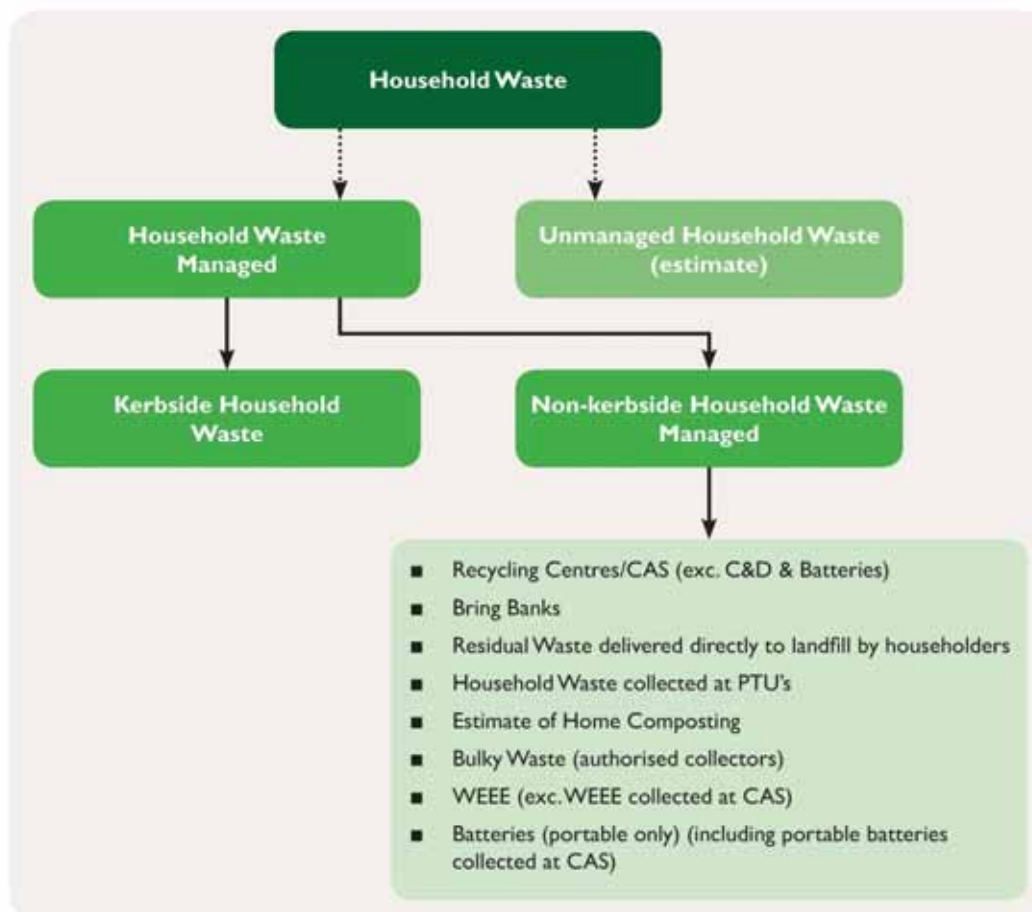 Household Waste
Household Waste
Managed
Unmanaged Household Waste
(estimate)
Kerbside Household
Waste
Non-kerbside Household Waste
Managed
■ Recycling Centres/CAS (exc. C&D & Batteries)
■ Bring Banks
■ Residual Waste delivered directly to landfill by householders
■ Household Waste collected at PTU's
■ Estimate of Home Composting
■ Bulky Waste (authorised collectors)
■ WEEE (exc. WEEE collected at CAS)
■ Batteries (portable only) (including portable batteries
collected at CAS)